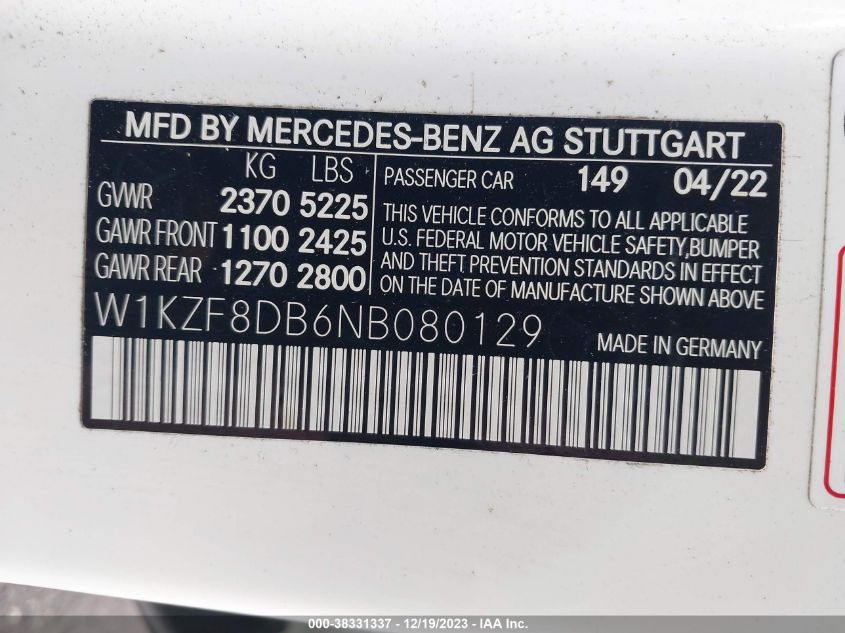 MFD BY MERCEDES-BENZ AG STUTTGART
KG LBS
GVWR 2370 5225
GAWR FRONT 1100 2425
GAWR REAR 1270 2800
PASSENGER CAR 149 04/22
THIS VEHICLE CONFORMS TO ALL APPLICABLE
U.S. FEDERAL MOTOR VEHICLE SAFETY,BUMPER
AND THEFT PREVENTION STANDARDS IN EFFECT
ON THE DATE OF MANUFACTURE SHOWN ABOVE
W1KZF8DB6NB080129
MADE IN GERMANY
000-38331337 - 12/19/2023 - IAA Inc.